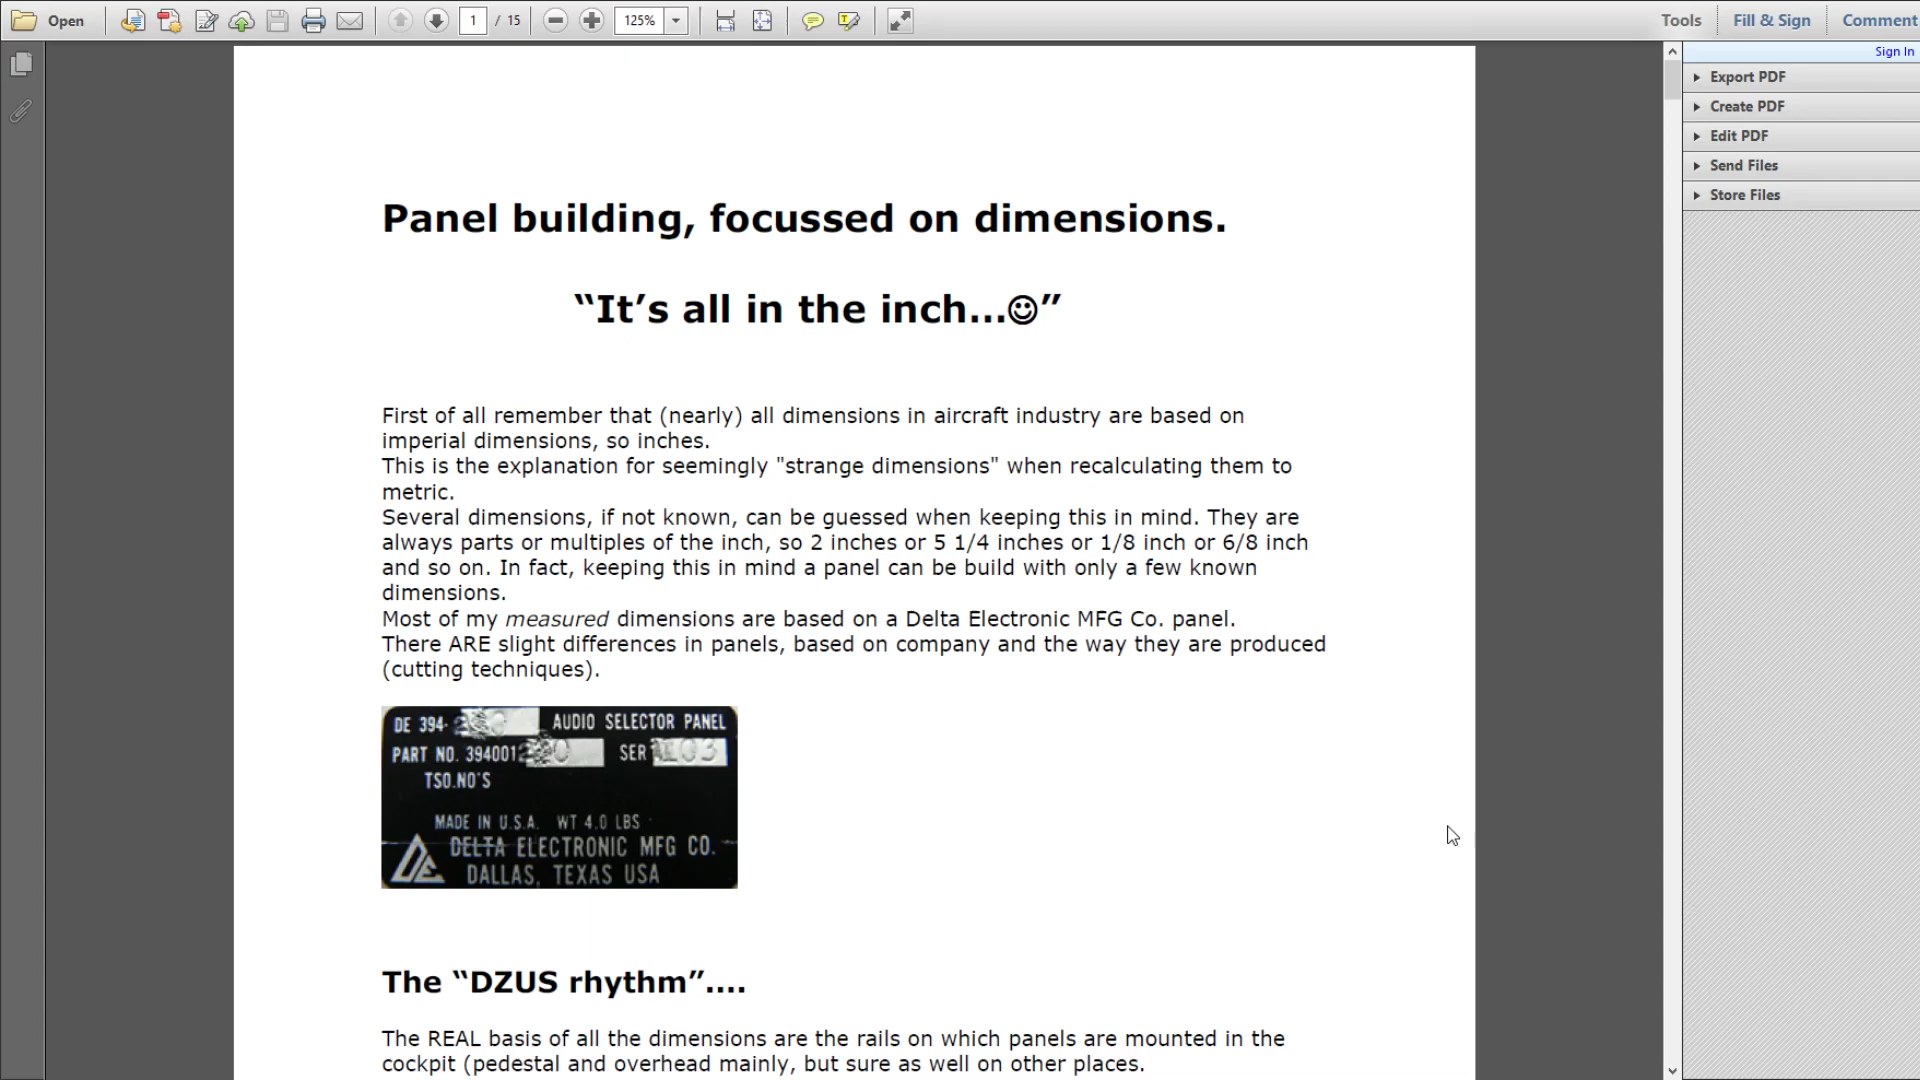 Open
1 / 15
125%
Tools
Fill & Sign
Comment
Sign In
Export PDF
Create PDF
Edit PDF
Send Files
Store Files
Panel building, focussed on dimensions.
“It’s all in the inch...☺”
First of all remember that (nearly) all dimensions in aircraft industry are based on
imperial dimensions, so inches.
This is the explanation for seemingly "strange dimensions" when recalculating them to
metric.
Several dimensions, if not known, can be guessed when keeping this in mind. They are
always parts or multiples of the inch, so 2 inches or 5 1/4 inches or 1/8 inch or 6/8 inch
and so on. In fact, keeping this in mind a panel can be build with only a few known
dimensions.
Most of my measured dimensions are based on a Delta Electronic MFG Co. panel.
There ARE slight differences in panels, based on company and the way they are produced
(cutting techniques).
DE 394- AUDIO SELECTOR PANEL
PART NO. 394001 SER
TSO.NO'S
MADE IN U.S.A. WT 4.0 LBS
DELTA ELECTRONIC MFG CO.
DALLAS, TEXAS USA
The “DZUS rhythm”....
The REAL basis of all the dimensions are the rails on which panels are mounted in the
cockpit (pedestal and overhead mainly, but sure as well on other places.